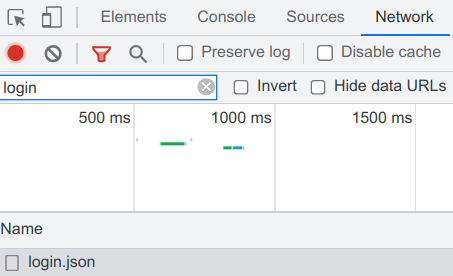 Elements Console Sources Network
Preserve log Disable cache
login Invert Hide data URLs
500 ms 1000 ms 1500 ms
Name
login.json